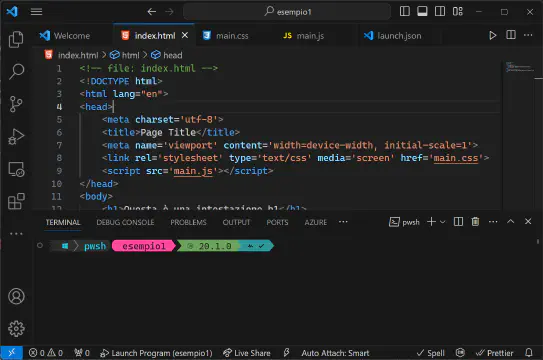 esempio1
Welcome
index.html
main.css
JS main.js
launch.json
index.html > html > head
1 <!-- file: index.html -->
2 <!DOCTYPE html>
3 <html lang="en">
4 <head>
5 <meta charset='utf-8'>
6 <title>Page Title</title>
7 <meta name='viewport' content='width=device-width, initial-scale=1'>
8 <link rel='stylesheet' type='text/css' media='screen' href='main.css'>
9 <script src='main.js'></script>
10 </head>
11 <body>
12 <h1>Questa è una intestazione h1</h1>
TERMINAL DEBUG CONSOLE PROBLEMS OUTPUT PORTS AZURE ... pwsh
pwsh esempio1 20.1.0
0 0 0 Launch Program (esempio1) Live Share Auto Attach: Smart Spell Prettier